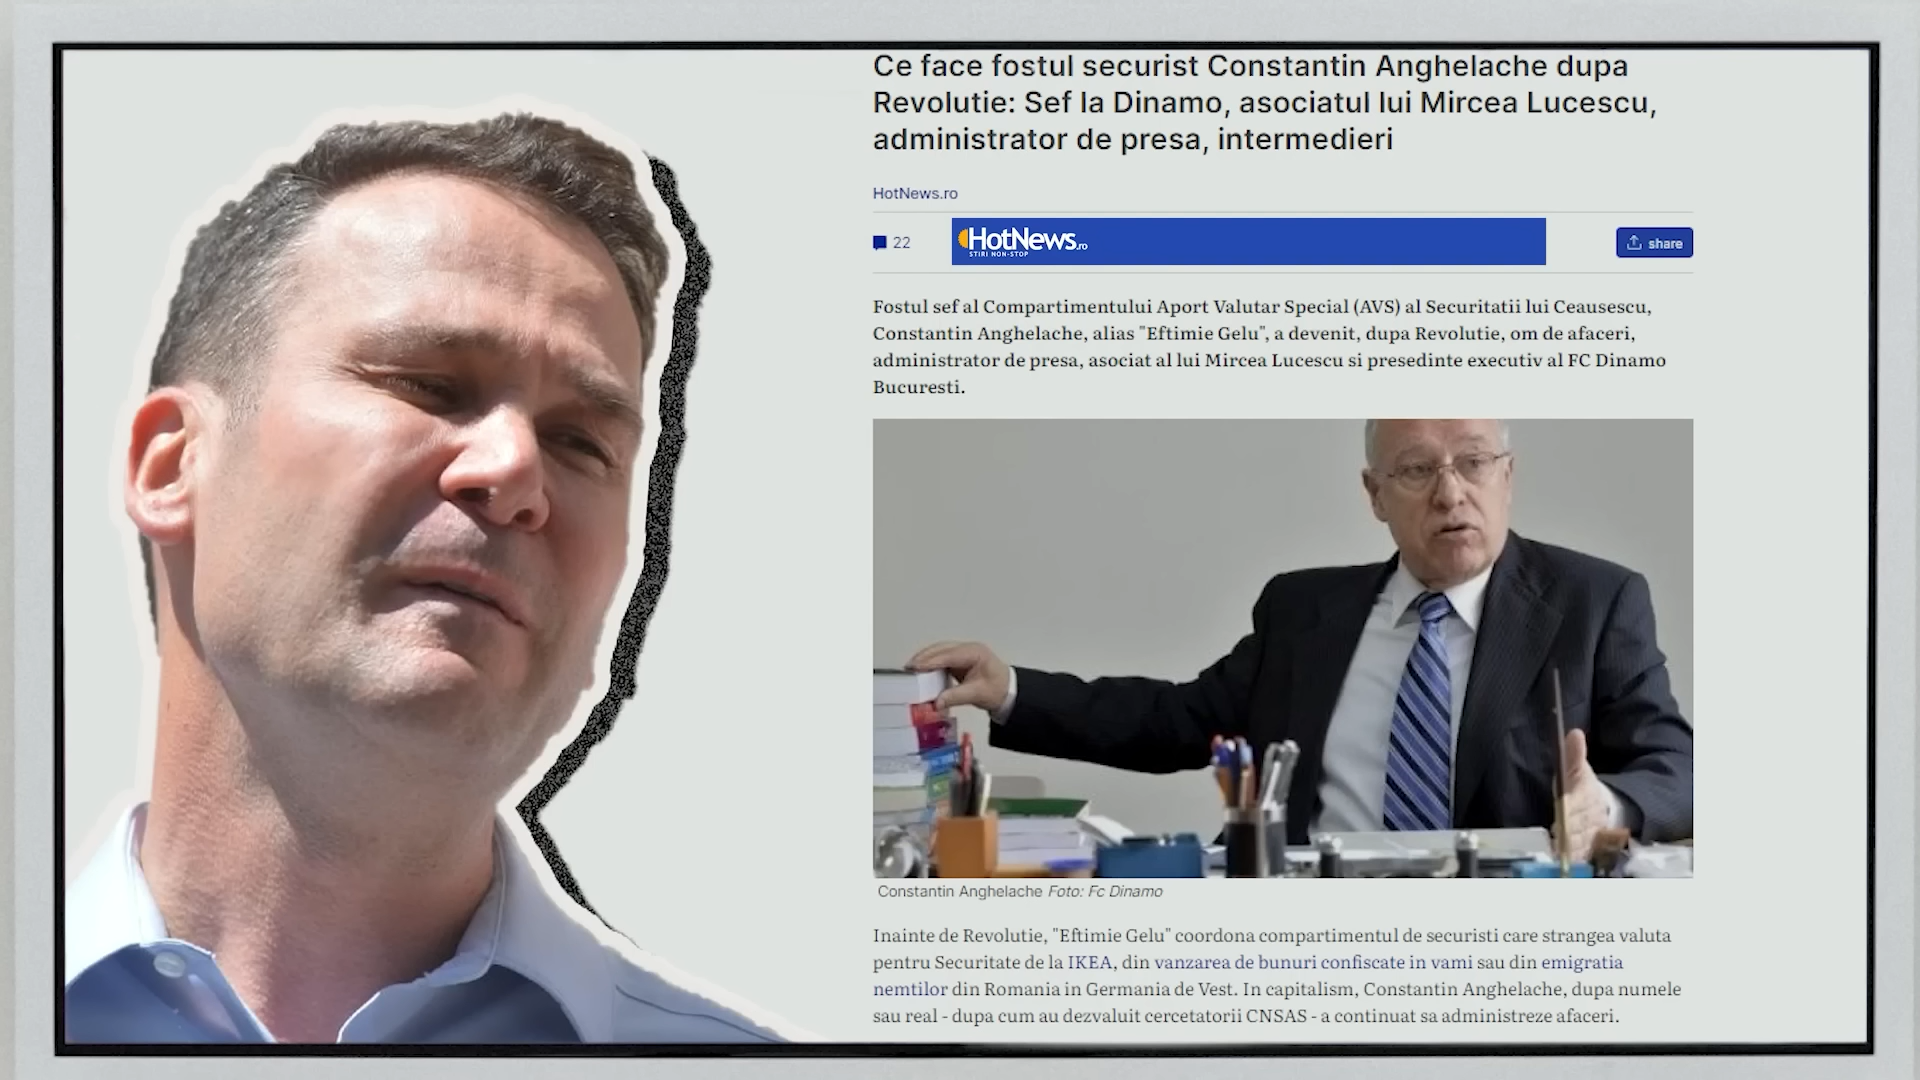 Ce face fostul securist Constantin Anghelache dupa
Revolutie: Sef la Dinamo, asociatul lui Mircea Lucescu,
administrator de presa, intermedieri
HotNews.ro
22
HotNews.ro
STIRI NON-STOP
share
Fostul sef al Compartimentului Aport Valutar Special (AVS) al Securitatii lui Ceausescu,
Constantin Anghelache, alias "Eftimie Gelu", a devenit, dupa Revolutie, om de afaceri,
administrator de presa, asociat al lui Mircea Lucescu si presedinte executiv al FC Dinamo
Bucuresti.
Constantin Anghelache Foto: Fc Dinamo
Inainte de Revolutie, "Eftimie Gelu" coordona compartimentul de securisti care strangea valuta
pentru Securitate de la IKEA, din vanzarea de bunuri confiscate in vami sau din emigratia
nemtilor din Romania in Germania de Vest. In capitalism, Constantin Anghelache, dupa numele
sau real - dupa cum au dezvaluit cercetatorii CNSAS - a continuat sa administreze afaceri.